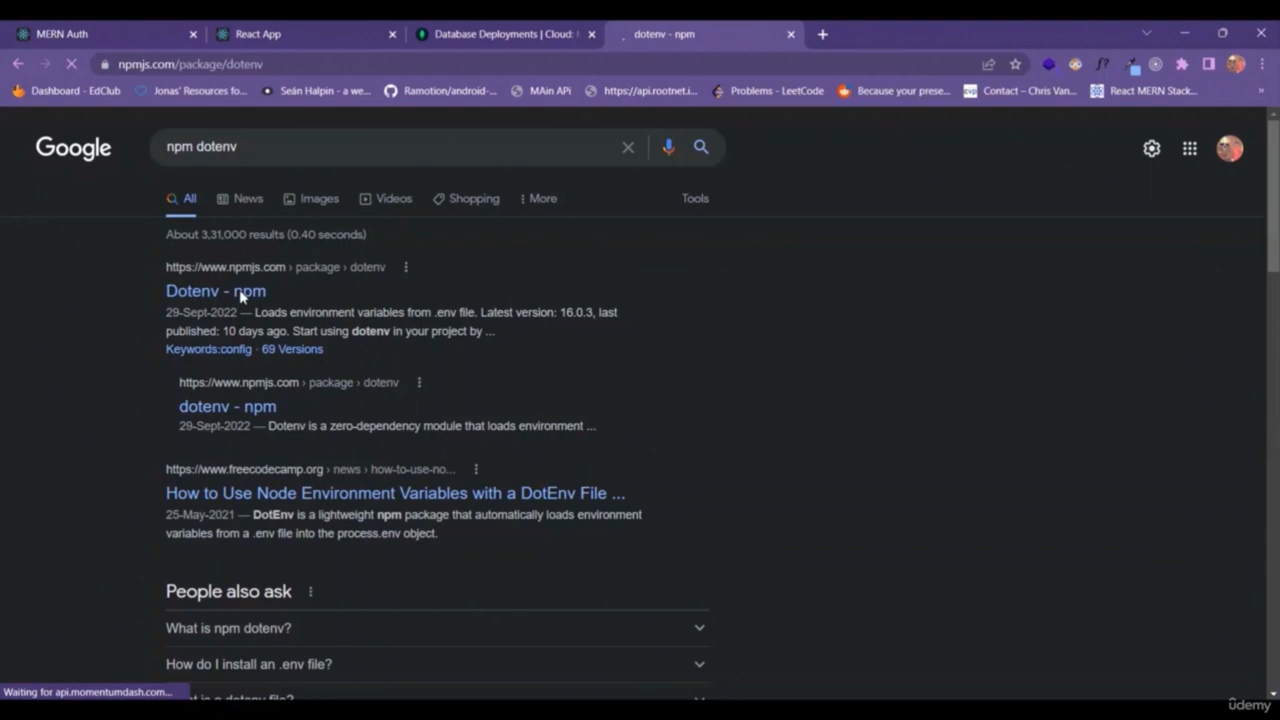 MERN Auth
React App
Database Deployments | Cloud:
dotenv - npm
npmjs.com/package/dotenv
Dashboard - EdClub
Jonas' Resources fo...
Seán Halpin - a we...
Ramotion/android-...
MAin APi
https://api.rootnet.i...
Problems - LeetCode
Because your prese...
cvp
Contact – Chris Van...
React MERN Stack...
»
Google
npm dotenv
All
News
Images
Videos
Shopping
More
Tools
About 3,31,000 results (0.40 seconds)
https://www.npmjs.com › package › dotenv
Dotenv - npm
29-Sept-2022 — Loads environment variables from .env file. Latest version: 16.0.3, last
published: 10 days ago. Start using dotenv in your project by ...
Keywords:config · 69 Versions
https://www.npmjs.com › package › dotenv
dotenv - npm
29-Sept-2022 — Dotenv is a zero-dependency module that loads environment ...
https://www.freecodecamp.org › news › how-to-use-no...
How to Use Node Environment Variables with a DotEnv File ...
25-May-2021 — DotEnv is a lightweight npm package that automatically loads environment
variables from a .env file into the process.env object.
People also ask
What is npm dotenv?
How do I install an .env file?
Waiting for api.momentumdash.com...
t is a dotenv file?
ûdemy